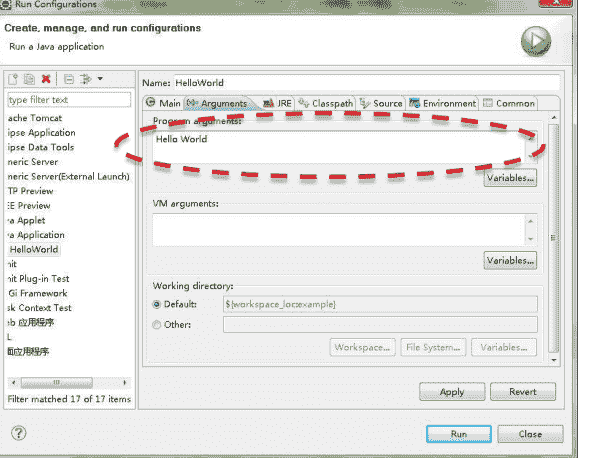 Run Configurations
Create, manage, and run configurations
Run a Java application
type filter text
ache Tomcat
ipse Application
ipse Data Tools
neric Server
neric Server(External Launch)
TP Preview
EE Preview
va Applet
va Application
HelloWorld
nit
nit Plug-in Test
Gi Framework
sk Context Test
eb 应用程序
L
面应用程序
Filter matched 17 of 17 items
Name: HelloWorld
Main Arguments JRE Classpath Source Environment Common
Program arguments:
Hello World
Variables...
VM arguments:
Variables...
Working directory:
Default: ${workspace_loc:example}
Other:
Workspace... File System... Variables...
Apply Revert
Run Close